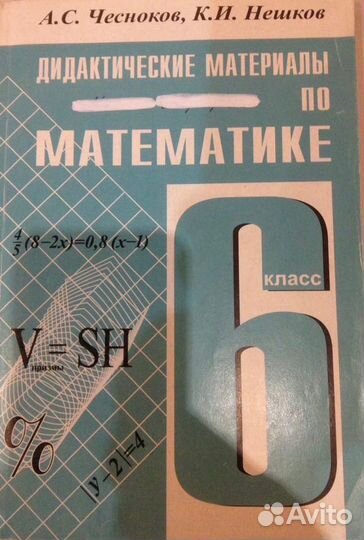 А.С. Чесноков, К.И. Нешков
ДИДАКТИЧЕСКИЕ МАТЕРИАЛЫ
ПО
МАТЕМАТИКЕ
4/5(8−2x)=0,8(x−1)
6
класс
Vпризмы=SH
%
|y−2|=4
Avito